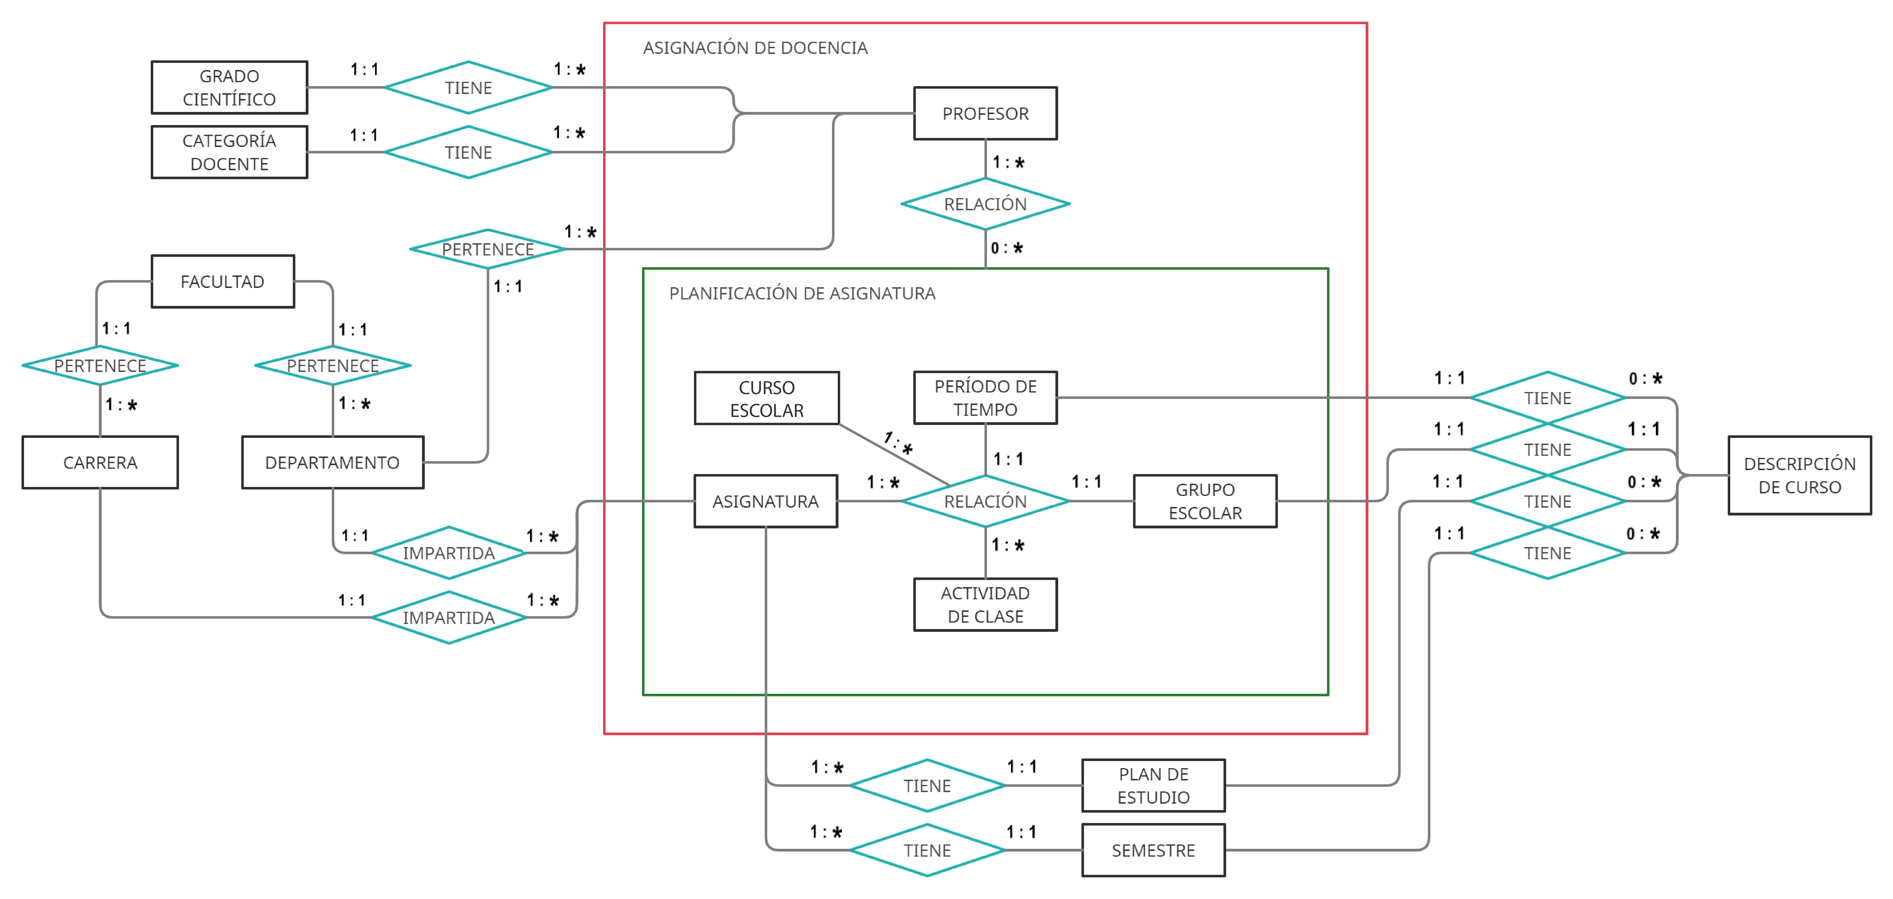 ASIGNACIÓN DE DOCENCIA
GRADO
CIENTÍFICO
1 : 1
TIENE
1 : *
CATEGORÍA
DOCENTE
1 : 1
TIENE
1 : *
PROFESOR
1 : *
RELACIÓN
0 : *
PERTENECE
1 : *
1 : 1
FACULTAD
1 : 1
1 : 1
PERTENECE
PERTENECE
1 : *
1 : *
CARRERA
DEPARTAMENTO
1 : 1
IMPARTIDA
1 : *
1 : 1
IMPARTIDA
1 : *
PLANIFICACIÓN DE ASIGNATURA
CURSO
ESCOLAR
1 : *
PERÍODO DE
TIEMPO
1 : 1
ASIGNATURA
1 : *
RELACIÓN
1 : 1
GRUPO
ESCOLAR
1 : *
ACTIVIDAD
DE CLASE
1 : 1
TIENE
0 : *
1 : 1
TIENE
1 : 1
1 : 1
TIENE
0 : *
1 : 1
TIENE
0 : *
DESCRIPCIÓN
DE CURSO
1 : *
TIENE
1 : 1
PLAN DE
ESTUDIO
1 : *
TIENE
1 : 1
SEMESTRE